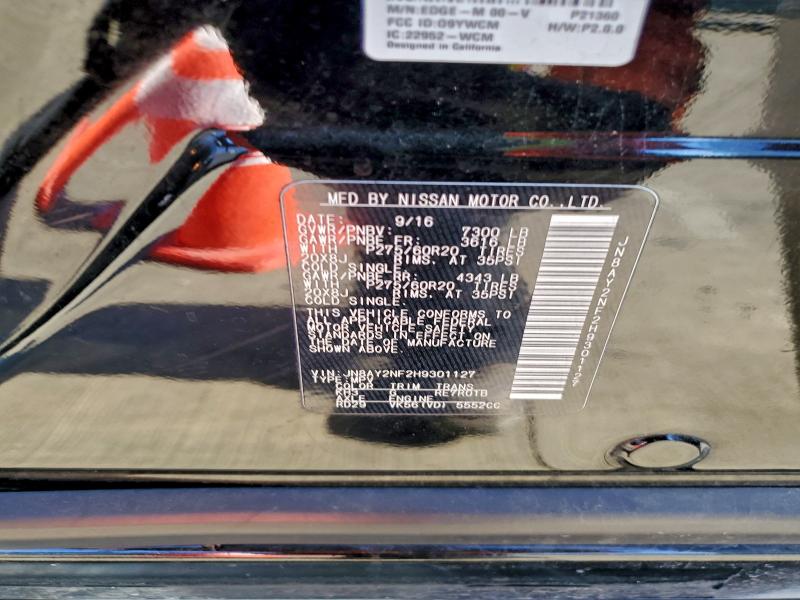 M/N:EDGE-M 00-V P21360
FCC ID:O9YWCM H/W:P2.0.0
IC:22952-WCM
Designed in California
MFD BY NISSAN MOTOR CO.,LTD.
DATE: 9/16
GVWR/PNBV: 7300 LB
GAWR/PNBE FR: 3616 LB
WITH P275/60R20 TIRES
20X8J RIMS, AT 35PSI
COLD SINGLE.
GAWR/PNBE RR: 4343 LB
WITH P275/60R20 TIRES
20X8J RIMS, AT 35PSI
COLD SINGLE.
THIS VEHICLE CONFORMS TO
ALL APPLICABLE FEDERAL
MOTOR VEHICLE SAFETY
STANDARDS IN EFFECT ON
THE DATE OF MANUFACTURE
SHOWN ABOVE.
VIN: JN8AY2NF2H9301127
TYPE:MPV
COLOR TRIM TRANS
KH3 G RE7R01B
AXLE ENGINE
RD29 VK56(VD) 5552CC
JN8AY2NF2H9301127